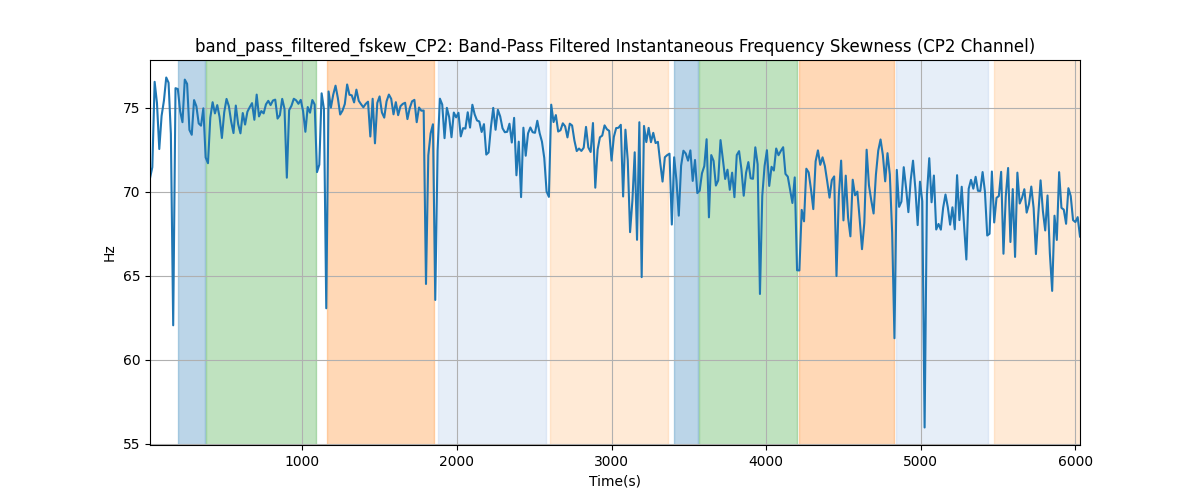 band_pass_filtered_fskew_CP2: Band-Pass Filtered Instantaneous Frequency Skewness (CP2 Channel)
75
70
65
60
55
Hz
1000 2000 3000 4000 5000 6000
Time(s)